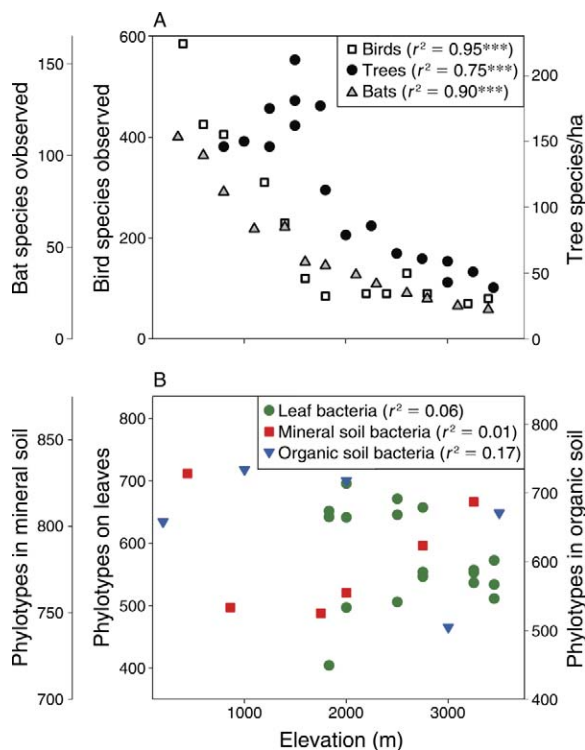 A
600
150
100
50
0
Bat species ovbserved
400
200
0
Bird species observed
Birds (r² = 0.95***)
Trees (r² = 0.75***)
Bats (r² = 0.90***)
200
150
100
50
0
Tree species/ha
B
850
800
750
700
Phylotypes in mineral soil
800
700
600
500
400
Phylotypes on leaves
Leaf bacteria (r² = 0.06)
Mineral soil bacteria (r² = 0.01)
Organic soil bacteria (r² = 0.17)
800
700
600
500
400
Phylotypes in organic soil
1000
2000
3000
Elevation (m)